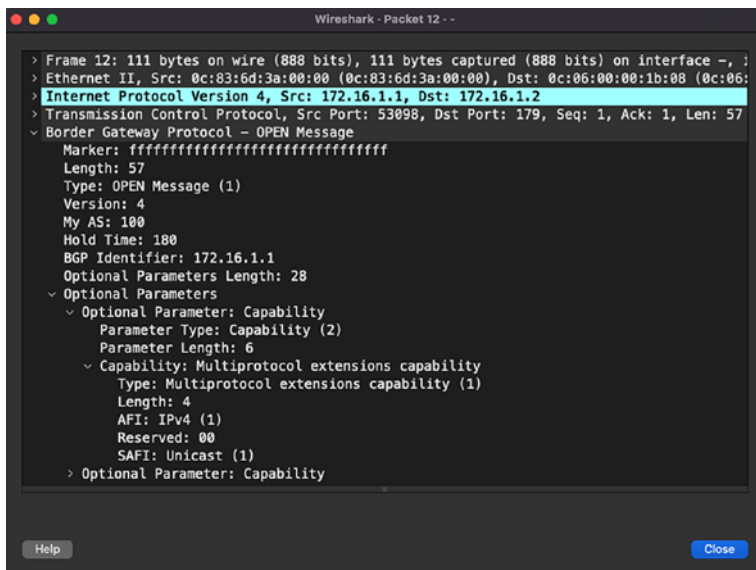 Wireshark · Packet 12 · -
Frame 12: 111 bytes on wire (888 bits), 111 bytes captured (888 bits) on interface -,
Ethernet II, Src: 0c:83:6d:3a:00:00 (0c:83:6d:3a:00:00), Dst: 0c:06:00:00:1b:08 (0c:06:
Internet Protocol Version 4, Src: 172.16.1.1, Dst: 172.16.1.2
Transmission Control Protocol, Src Port: 53098, Dst Port: 179, Seq: 1, Ack: 1, Len: 57
Border Gateway Protocol - OPEN Message
Marker: ffffffffffffffffffffffffffffffff
Length: 57
Type: OPEN Message (1)
Version: 4
My AS: 100
Hold Time: 180
BGP Identifier: 172.16.1.1
Optional Parameters Length: 28
Optional Parameters
Optional Parameter: Capability
Parameter Type: Capability (2)
Parameter Length: 6
Capability: Multiprotocol extensions capability
Type: Multiprotocol extensions capability (1)
Length: 4
AFI: IPv4 (1)
Reserved: 00
SAFI: Unicast (1)
Optional Parameter: Capability
Help
Close